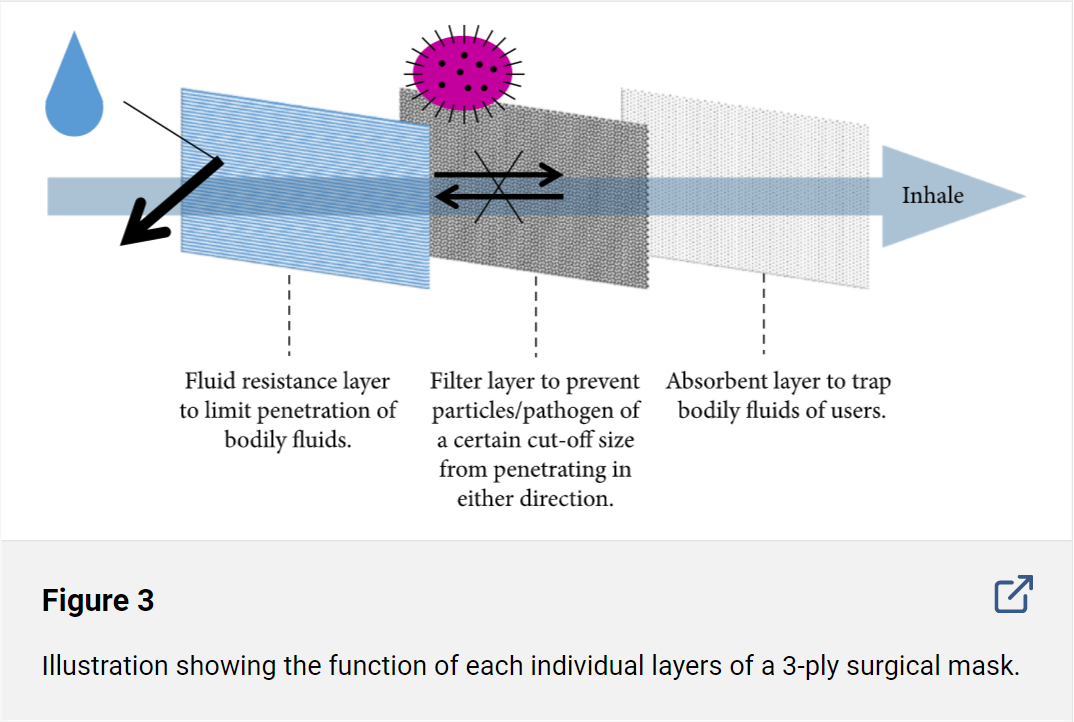 Inhale
Fluid resistance layer
to limit penetration of
bodily fluids.
Filter layer to prevent
particles/pathogen of
a certain cut-off size
from penetrating in
either direction.
Absorbent layer to trap
bodily fluids of users.
Figure 3
Illustration showing the function of each individual layers of a 3-ply surgical mask.